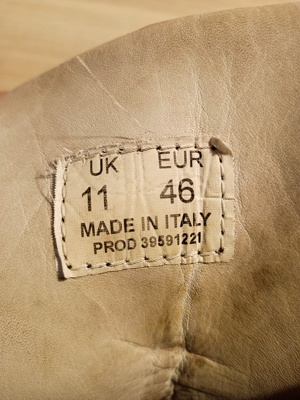 UK EUR
11 46
MADE IN ITALY
PROD 39591221